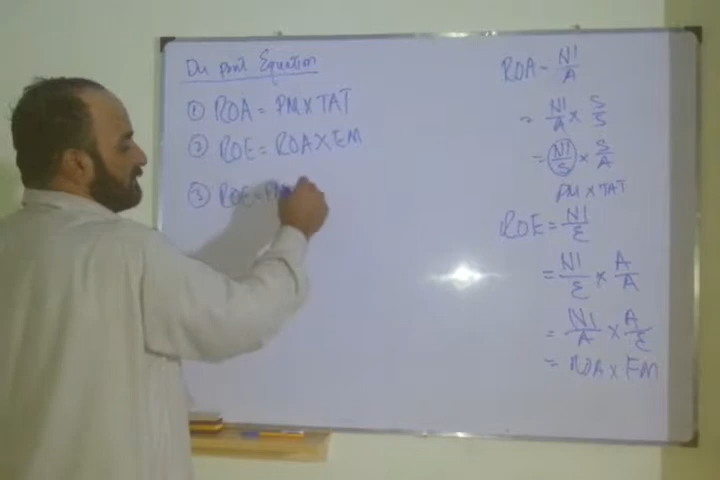 Du pont Equation
① ROA = PM X TAT
② ROE = ROA X EM
③ ROE = PM
ROA = NI/A
= NI/A × S/S
= NI/S × S/A
PM X TAT
ROE = NI/E
= NI/E × A/A
= NI/A × A/E
= ROA × EM